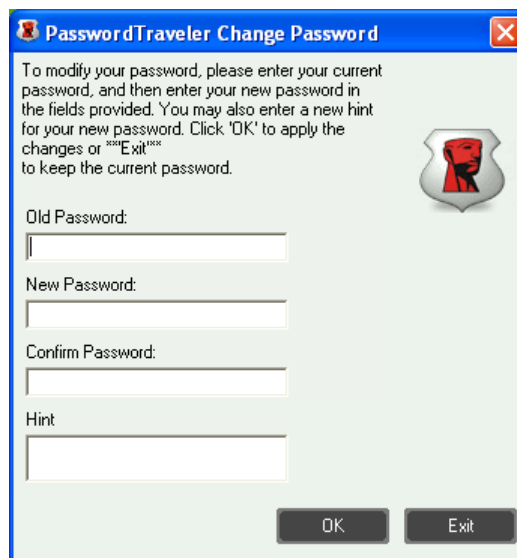 PasswordTraveler Change Password
To modify your password, please enter your current
password, and then enter your new password in
the fields provided. You may also enter a new hint
for your new password. Click 'OK' to apply the
changes or ""Exit""
to keep the current password.
Old Password:
New Password:
Confirm Password:
Hint
OK
Exit